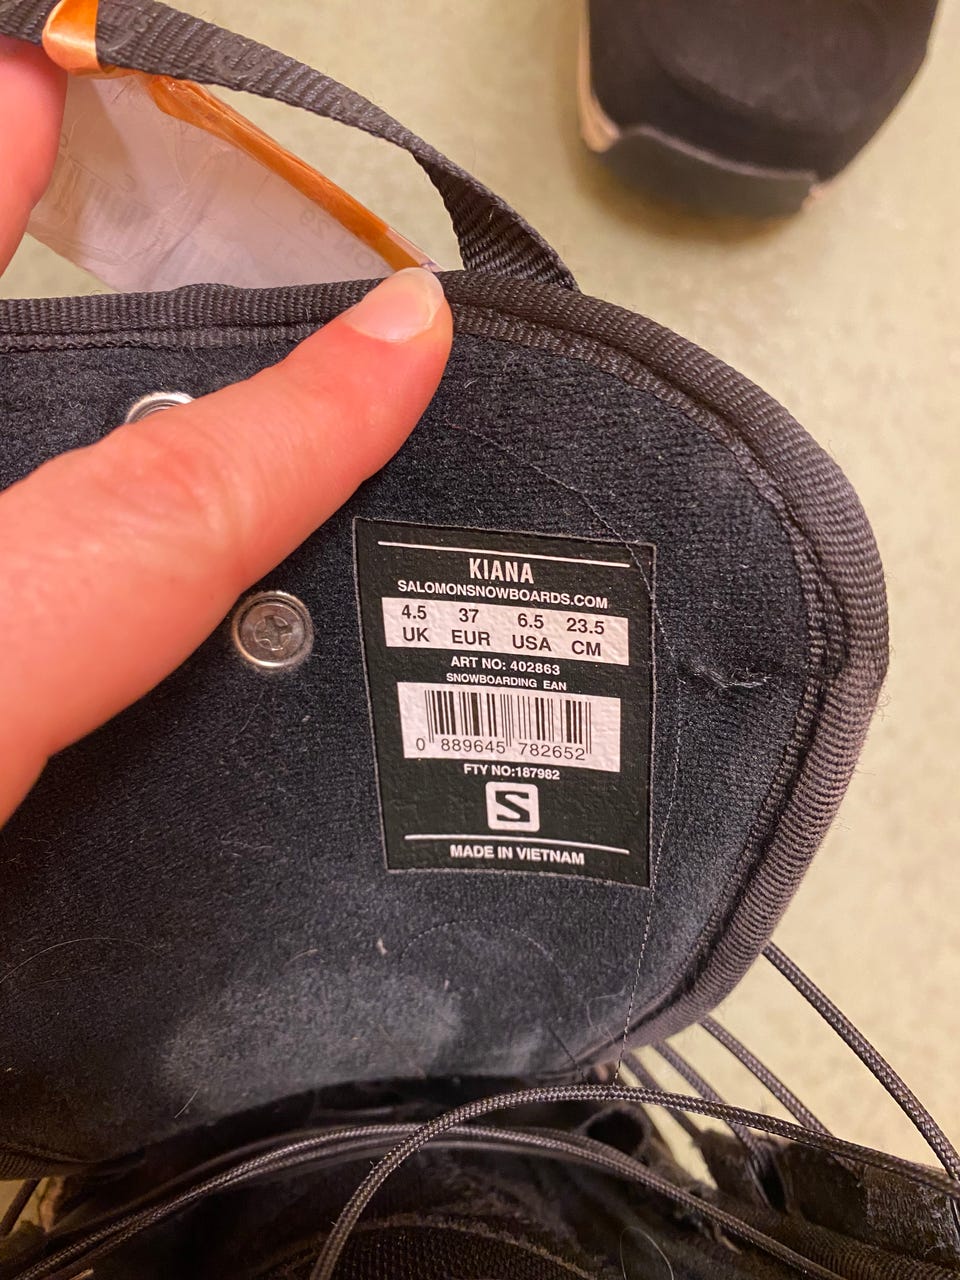 KIANA
SALOMONSNOWBOARDS.COM
4.5 37 6.5 23.5
UK EUR USA CM
ART NO: 402863
SNOWBOARDING EAN
0 889645 782652
FTY NO:187982
S
MADE IN VIETNAM